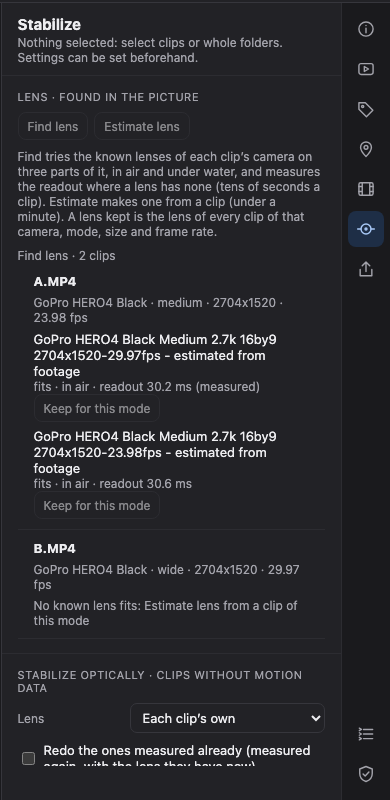 Stabilize
Nothing selected: select clips or whole folders.
Settings can be set beforehand.
LENS · FOUND IN THE PICTURE
Find lens
Estimate lens
Find tries the known lenses of each clip's camera on
three parts of it, in air and under water, and measures
the readout where a lens has none (tens of seconds a
clip). Estimate makes one from a clip (under a
minute). A lens kept is the lens of every clip of that
camera, mode, size and frame rate.
Find lens · 2 clips
A.MP4
GoPro HERO4 Black · medium · 2704x1520 ·
23.98 fps
GoPro HERO4 Black Medium 2.7k 16by9
2704x1520-29.97fps - estimated from
footage
fits · in air · readout 30.2 ms (measured)
Keep for this mode
GoPro HERO4 Black Medium 2.7k 16by9
2704x1520-23.98fps - estimated from
footage
fits · in air · readout 30.6 ms
Keep for this mode
B.MP4
GoPro HERO4 Black · wide · 2704x1520 · 29.97
fps
No known lens fits: Estimate lens from a clip of
this mode
STABILIZE OPTICALLY · CLIPS WITHOUT MOTION
DATA
Lens
Each clip's own
Redo the ones measured already (measured
again, with the lens they have now)